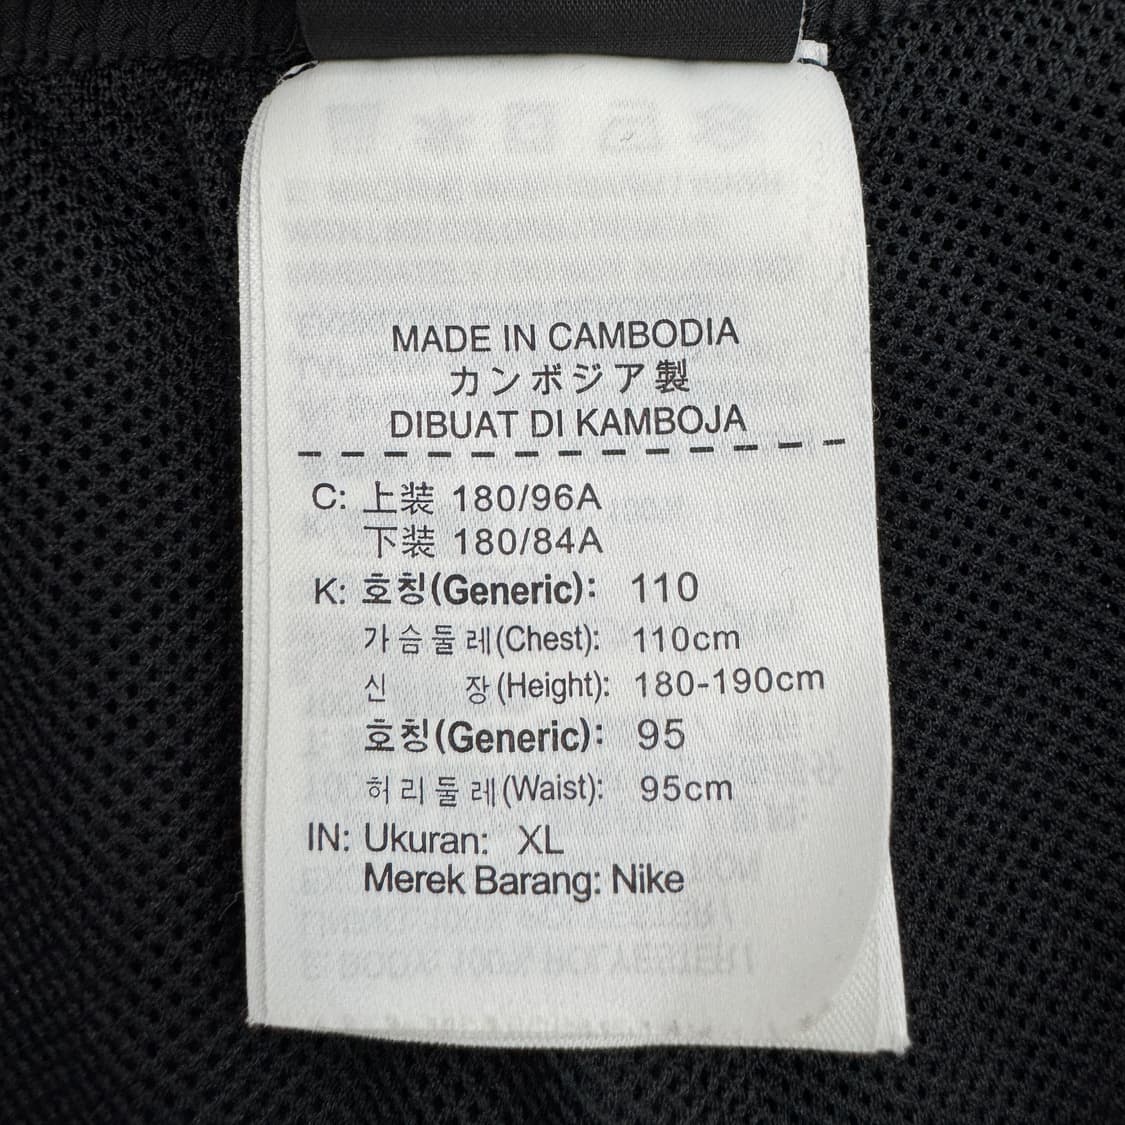 MADE IN CAMBODIA
カンボジア製
DIBUAT DI KAMBOJA
C: 上装 180/96A
下装 180/84A
K: 호칭(Generic): 110
가슴둘레(Chest): 110cm
신 장(Height): 180-190cm
호칭(Generic): 95
허리둘레(Waist): 95cm
IN: Ukuran: XL
Merek Barang: Nike